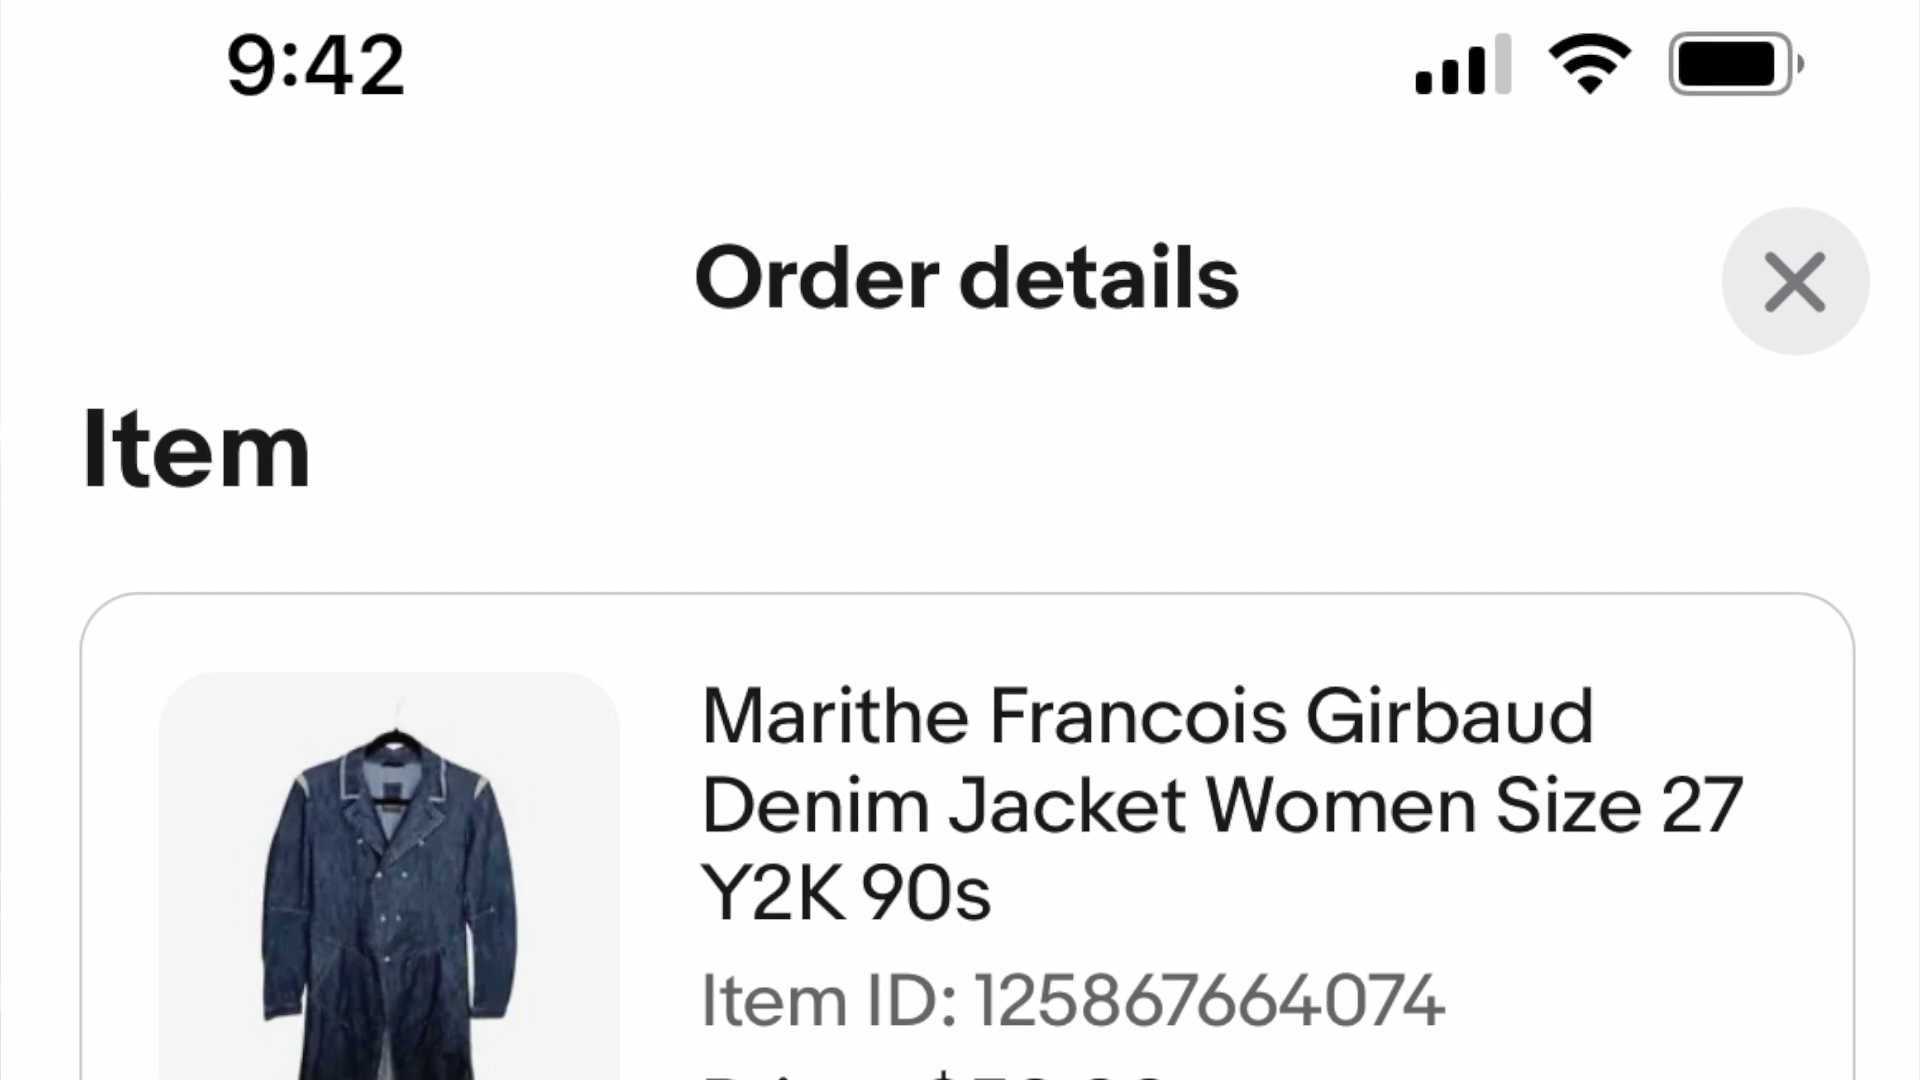 9:42
Order details
Item
Marithe Francois Girbaud
Denim Jacket Women Size 27
Y2K 90s
Item ID: 125867664074